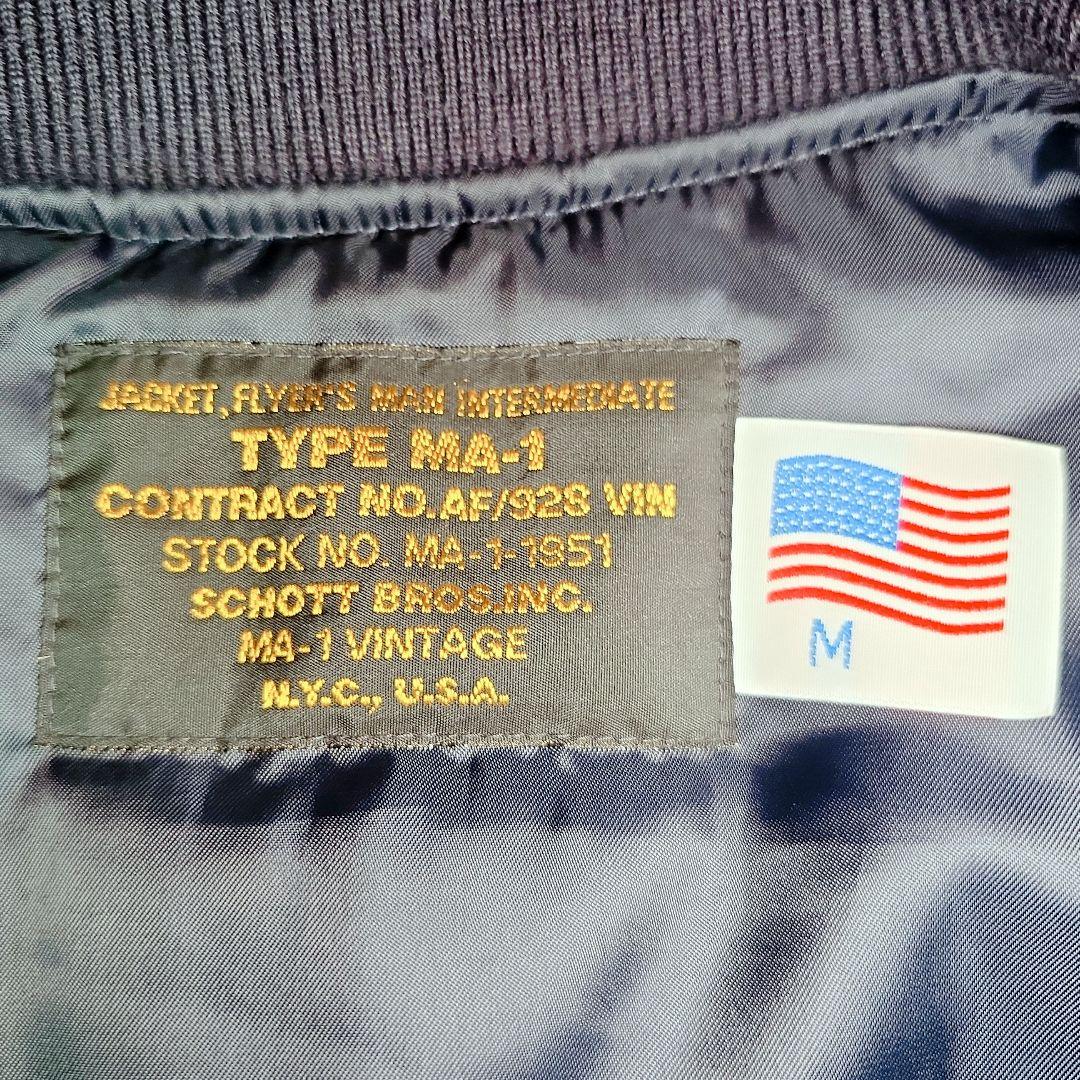 JACKET, FLYER'S MAN INTERMEDIATE
TYPE MA-1
CONTRACT NO.AF/928 VIN
STOCK NO. MA-1-1951
SCHOTT BROS.INC.
MA-1 VINTAGE
N.Y.C., U.S.A.
M